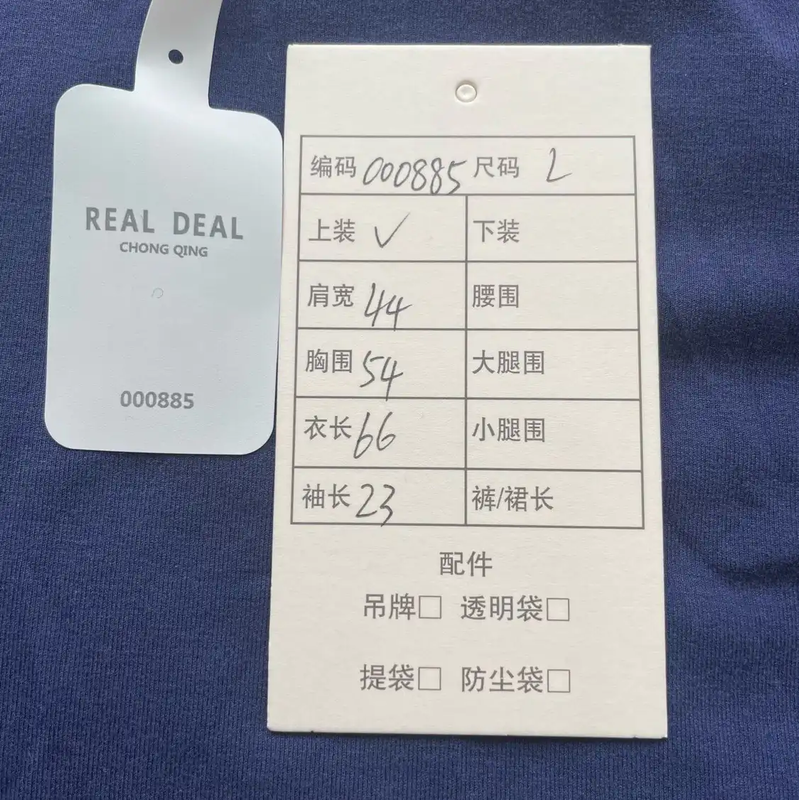 REAL DEAL
CHONG QING
000885
编码 000885 尺码 L
上装 ✓ 下装
肩宽 44 腰围
胸围 54 大腿围
衣长 66 小腿围
袖长 23 裤/裙长
配件
吊牌□ 透明袋□
提袋□ 防尘袋□